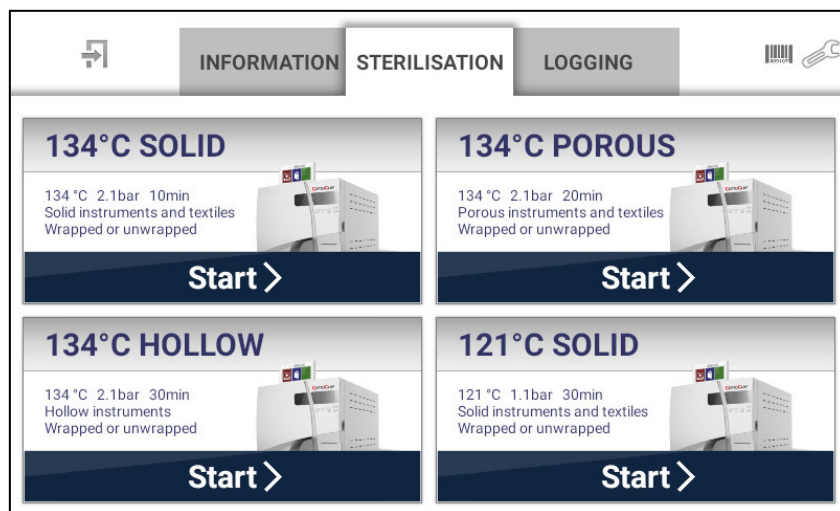 INFORMATION STERILISATION LOGGING
134°C SOLID
134 °C 2.1bar 10min
Solid instruments and textiles
Wrapped or unwrapped
Start
134°C POROUS
134 °C 2.1bar 20min
Porous instruments and textiles
Wrapped or unwrapped
Start
134°C HOLLOW
134 °C 2.1bar 30min
Hollow instruments
Wrapped or unwrapped
Start
121°C SOLID
121 °C 1.1bar 30min
Solid instruments and textiles
Wrapped or unwrapped
Start